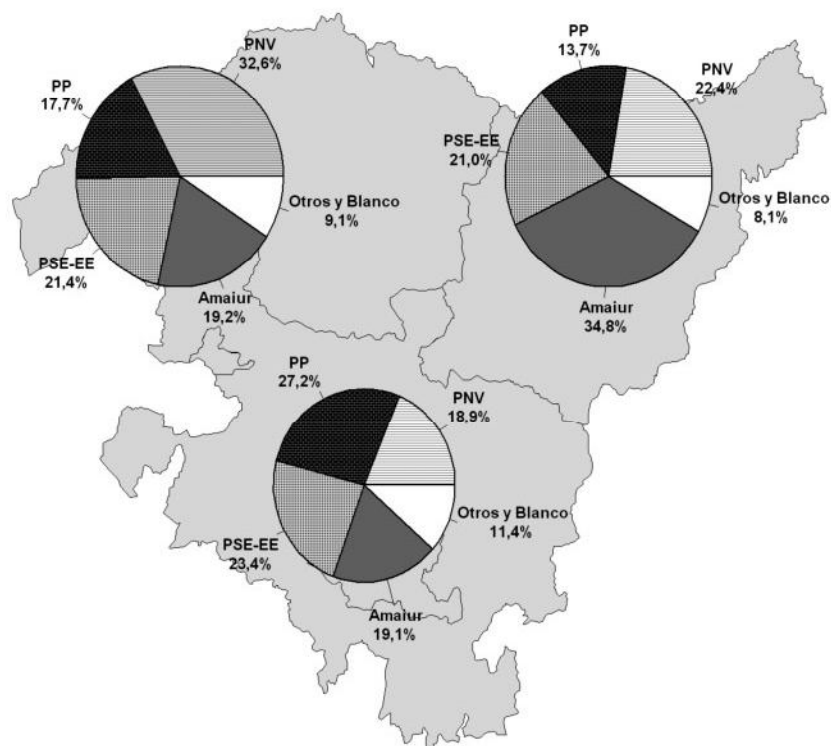 PNV
32,6%
PP
17,7%
Otros y Blanco
9,1%
PSE-EE
21,4%
Amaiur
19,2%
PP
13,7%
PNV
22,4%
PSE-EE
21,0%
Otros y Blanco
8,1%
Amaiur
34,8%
PP
27,2%
PNV
18,9%
Otros y Blanco
11,4%
PSE-EE
23,4%
Amaiur
19,1%